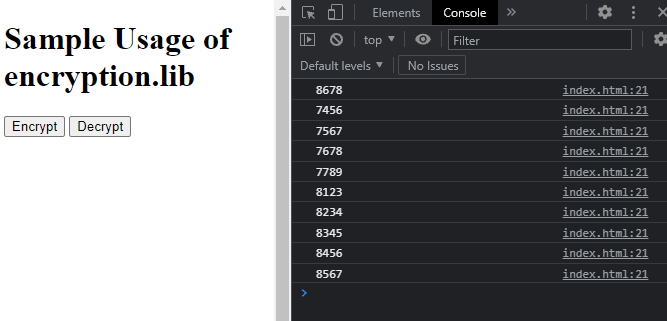 Sample Usage of
encryption.lib
Encrypt Decrypt
Elements Console »
top Filter
Default levels No Issues
8678 index.html:21
7456 index.html:21
7567 index.html:21
7678 index.html:21
7789 index.html:21
8123 index.html:21
8234 index.html:21
8345 index.html:21
8456 index.html:21
8567 index.html:21
>